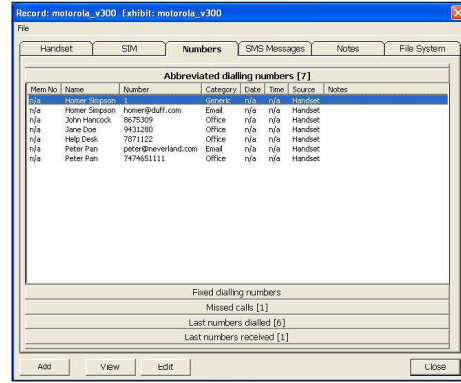 Record: motorola_v300 Exhibit: motorola_v300
File
Handset SIM Numbers SMS Messages Notes File System
Abbreviated dialling numbers [7]
Mem No Name Number Category Date Time Source Notes
n/a Homer Simpson 1 Generic n/a n/a Handset
n/a Homer Simpson homer@duff.com Email n/a n/a Handset
n/a John Hancock 8675309 Office n/a n/a Handset
n/a Jane Doe 9431280 Office n/a n/a Handset
n/a Help Desk 7871122 Office n/a n/a Handset
n/a Peter Pan peter@neverland.com Email n/a n/a Handset
n/a Peter Pan 7474651111 Office n/a n/a Handset
Fixed dialling numbers
Missed calls [1]
Last numbers dialled [6]
Last numbers received [1]
Add View Edit Close